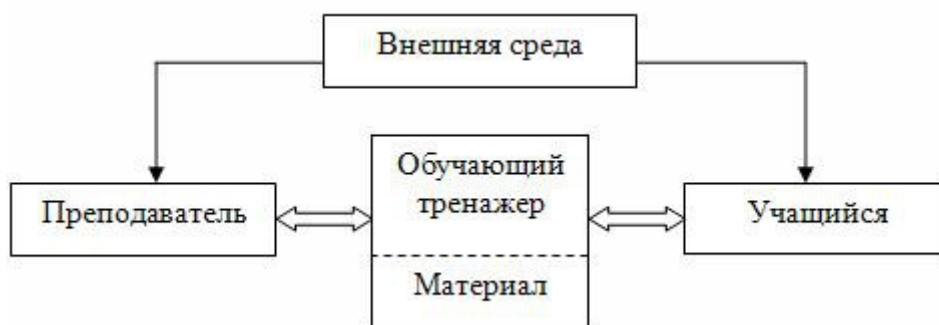 Внешняя среда
Преподаватель
Обучающий
тренажер
Материал
Учащийся